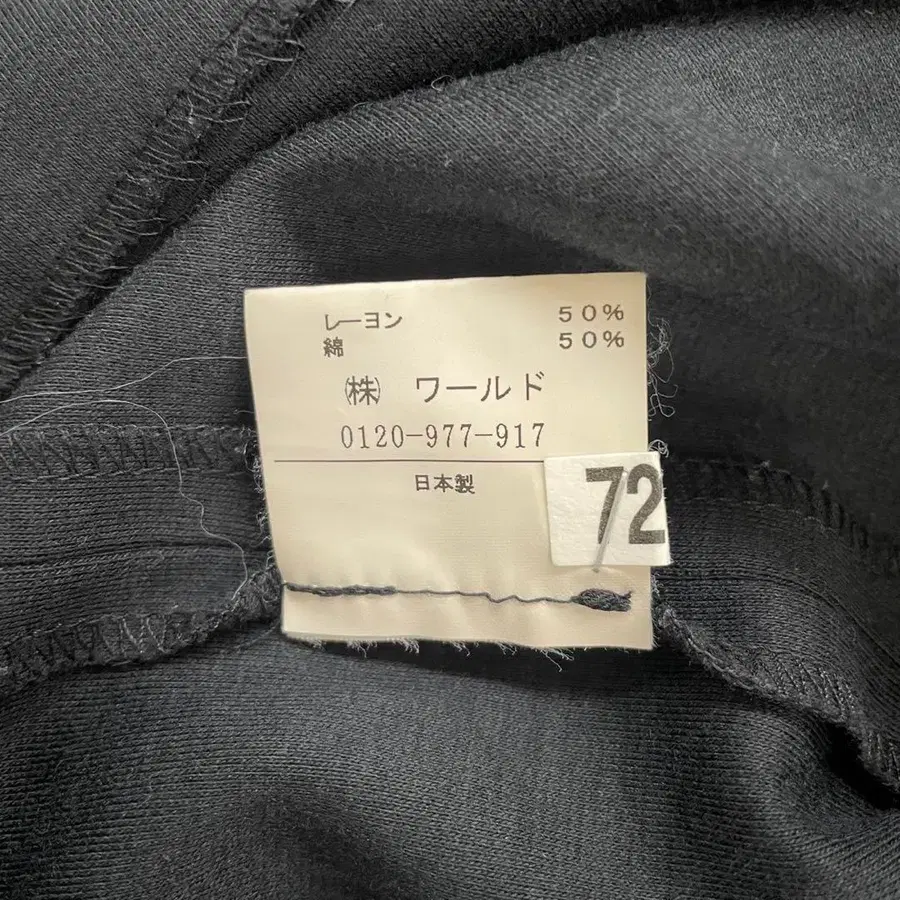 レーヨン 50%
綿 50%
㈱ ワールド
0120-977-917
日本製
72